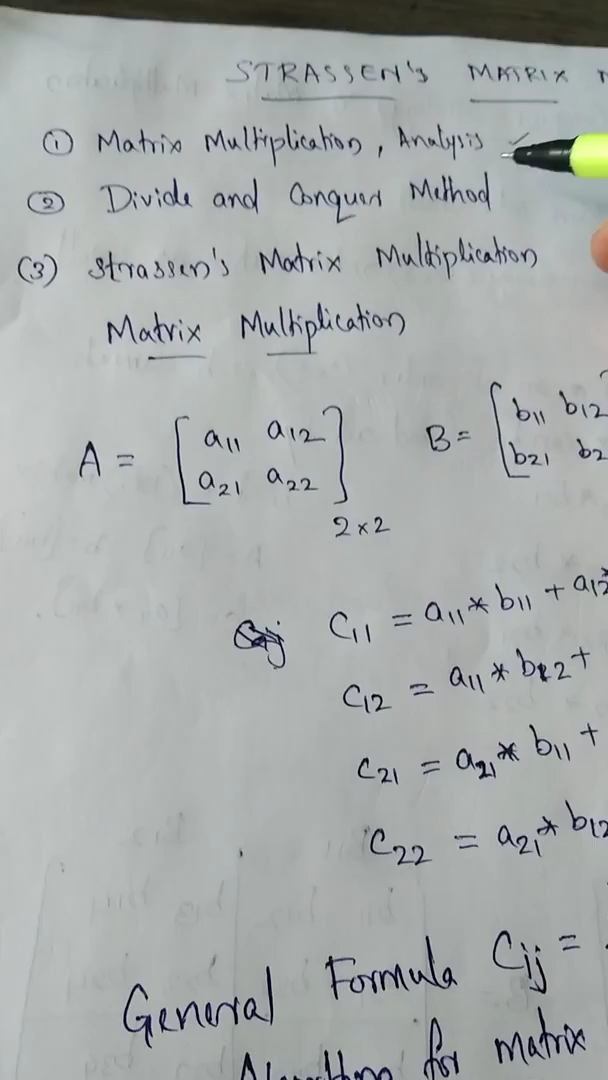 STRASSEN's MATRIX
① Matrix Multiplication, Analysis ✓
② Divide and Conquer Method
(3) Strassen's Matrix Multiplication
Matrix Multiplication
A = [a11 a12
a21 a22] 2×2
B = [b11 b12
b21 b2
C11 = a11 * b11 + a12*
C12 = a11 * b12 +
C21 = a21 * b11 +
C22 = a21 * b12
General Formula Cij =
Algorithm for matrix